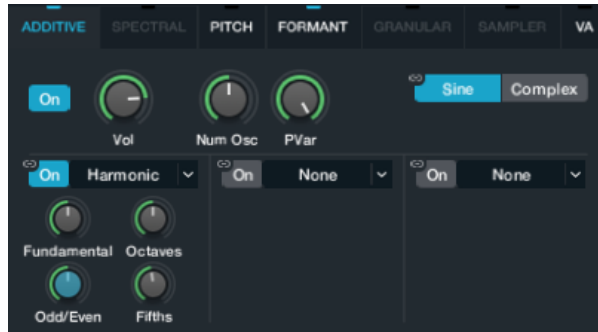 ADDITIVE SPECTRAL PITCH FORMANT GRANULAR SAMPLER VA
On Sine Complex
Vol Num Osc PVar
On Harmonic On None On None
Fundamental Octaves
Odd/Even Fifths